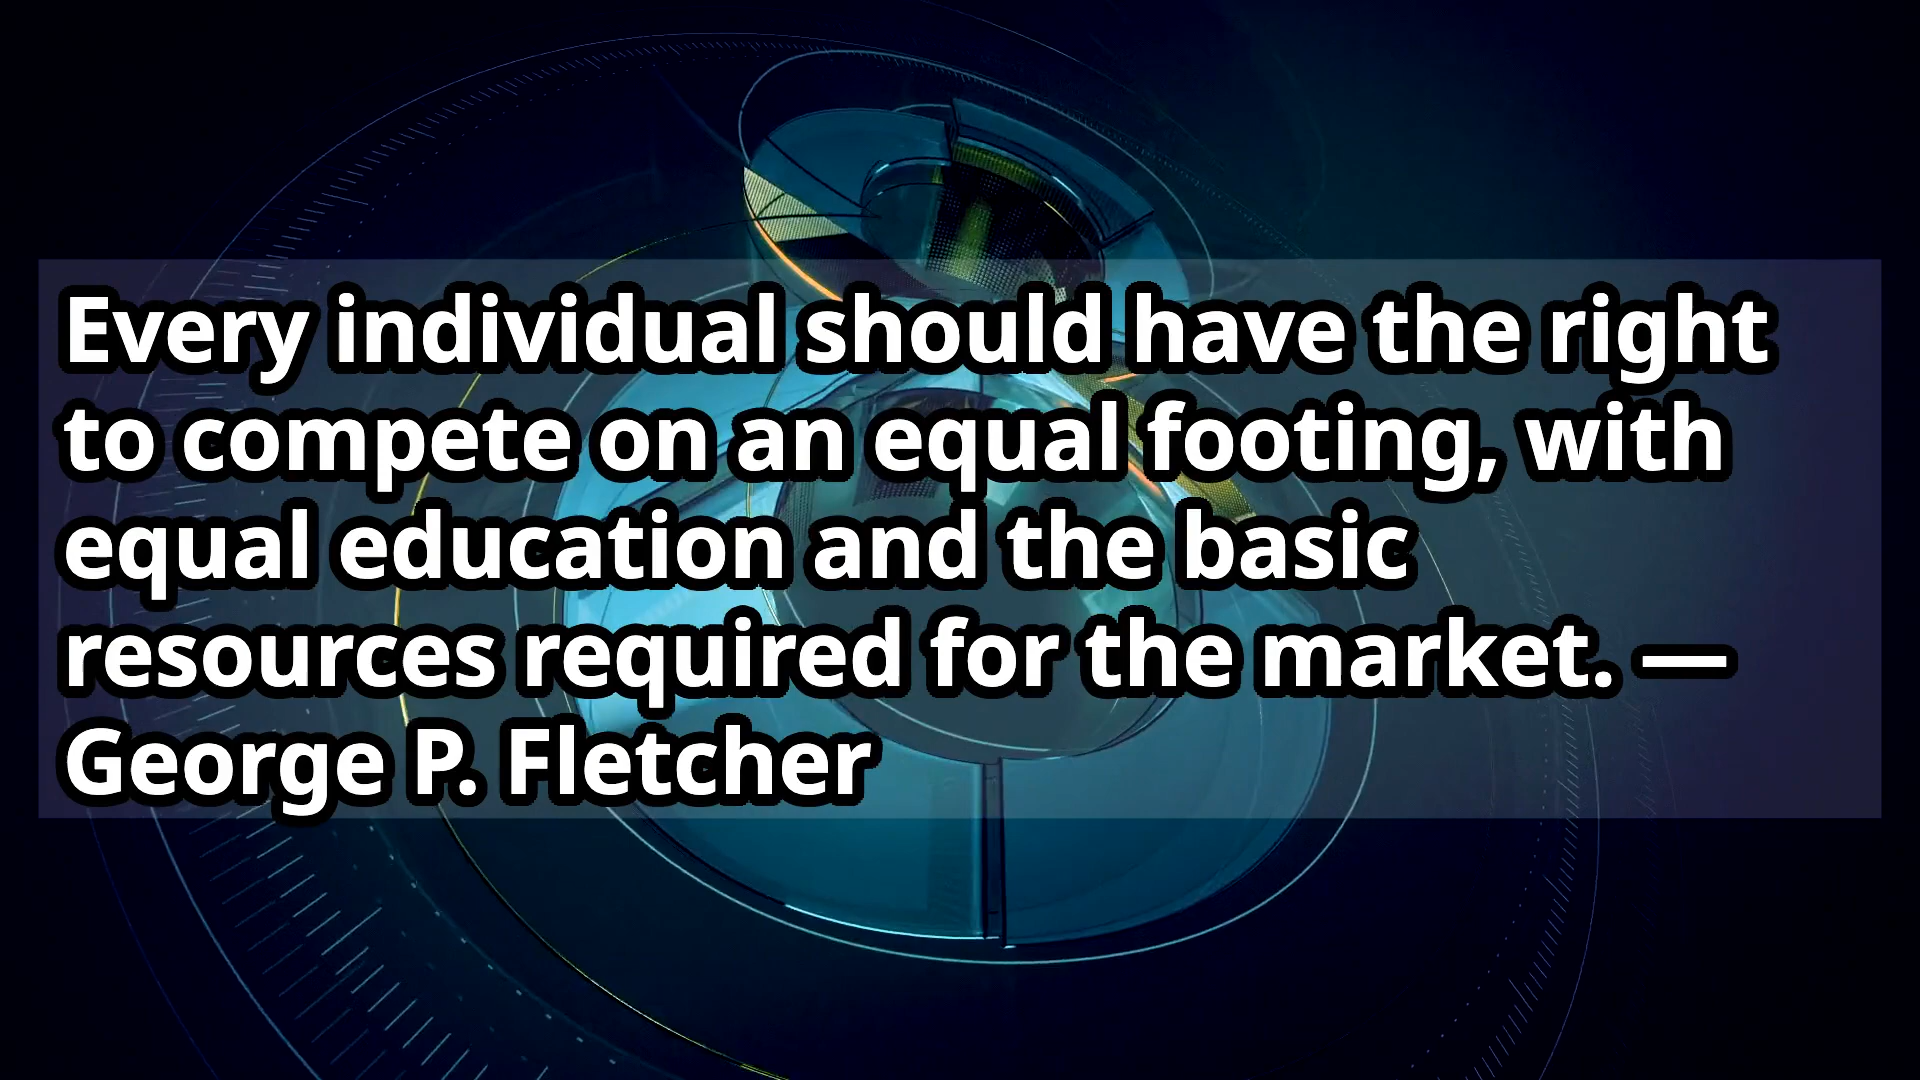 Every individual should have the right
to compete on an equal footing, with
equal education and the basic
resources required for the market. —
George P. Fletcher